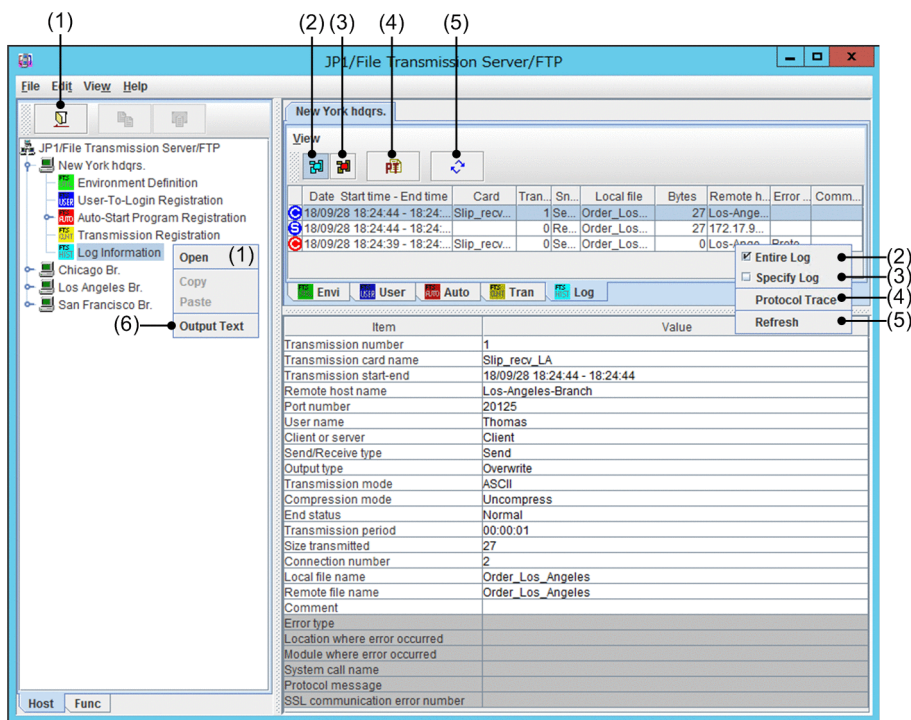 (1) (2) (3) (4) (5)
JP1/File Transmission Server/FTP
File Edit View Help
New York hdqrs.
View
JP1/File Transmission Server/FTP
New York hdqrs.
Environment Definition
User-To-Login Registration
Auto-Start Program Registration
Transmission Registration
Log Information
Chicago Br.
Los Angeles Br.
San Francisco Br.
Open (1)
Copy
Paste
(6) Output Text
Date Start time - End time Card Tran... Sn... Local file Bytes Remote h... Error ... Comm...
18/09/28 18:24:44 - 18:24:... Slip_recv... 1 Se... Order_Los... 27 Los-Ange...
18/09/28 18:24:44 - 18:24:... 0 Re... Order_Los... 27 172.17.9...
18/09/28 18:24:39 - 18:24:... Slip_recv... 0 Se... Order_Los... 0 Los-Ange... Proto...
Entire Log (2)
Specify Log (3)
Protocol Trace (4)
Refresh (5)
Envi User Auto Tran Log
Item Value
Transmission number 1
Transmission card name Slip_recv_LA
Transmission start-end 18/09/28 18:24:44 - 18:24:44
Remote host name Los-Angeles-Branch
Port number 20125
User name Thomas
Client or server Client
Send/Receive type Send
Output type Overwrite
Transmission mode ASCII
Compression mode Uncompress
End status Normal
Transmission period 00:00:01
Size transmitted 27
Connection number 2
Local file name Order_Los_Angeles
Remote file name Order_Los_Angeles
Comment
Error type
Location where error occurred
Module where error occurred
System call name
Protocol message
SSL communication error number
Host Func